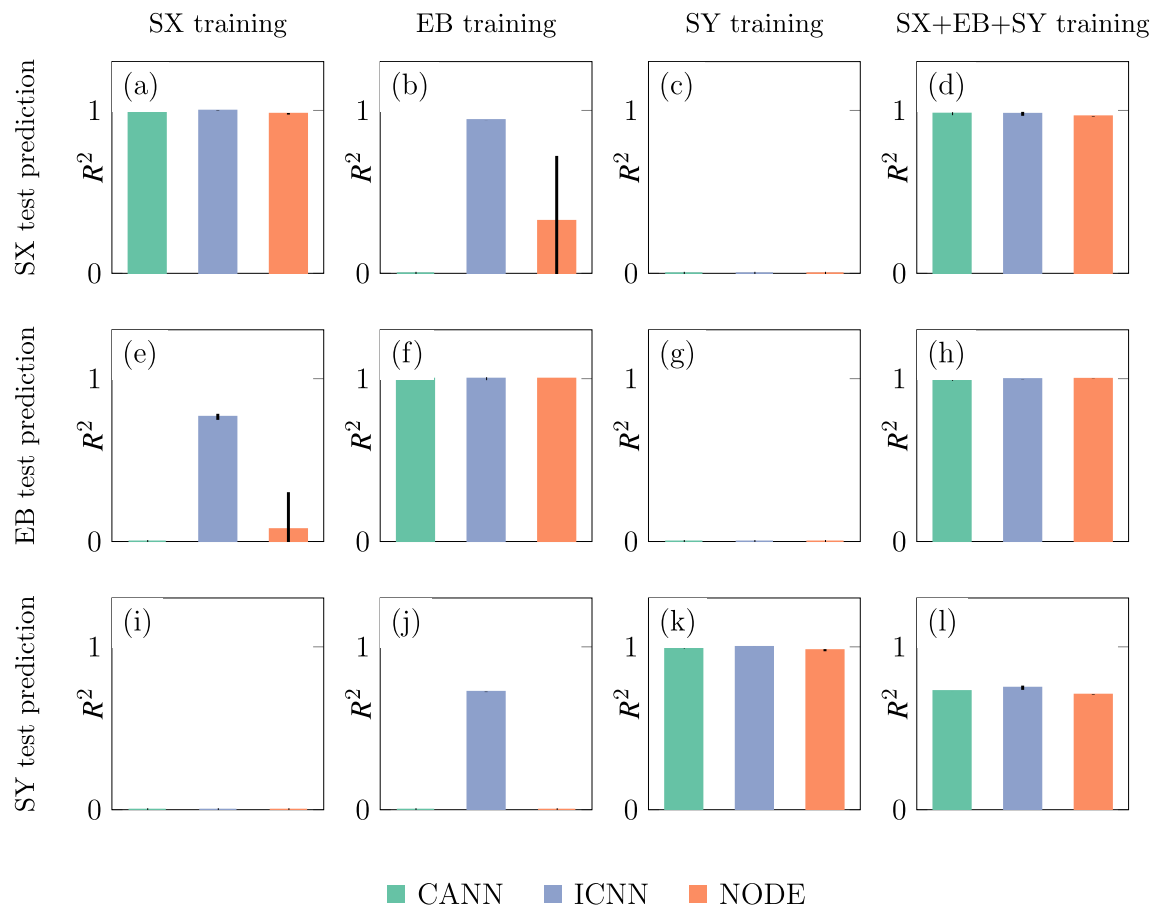 SX training EB training SY training SX+EB+SY training
SX test prediction
(a) (b) (c) (d)
1 1 1 1
R² R² R² R²
0 0 0 0
EB test prediction
(e) (f) (g) (h)
1 1 1 1
R² R² R² R²
0 0 0 0
SY test prediction
(i) (j) (k) (l)
1 1 1 1
R² R² R² R²
0 0 0 0
CANN ICNN NODE